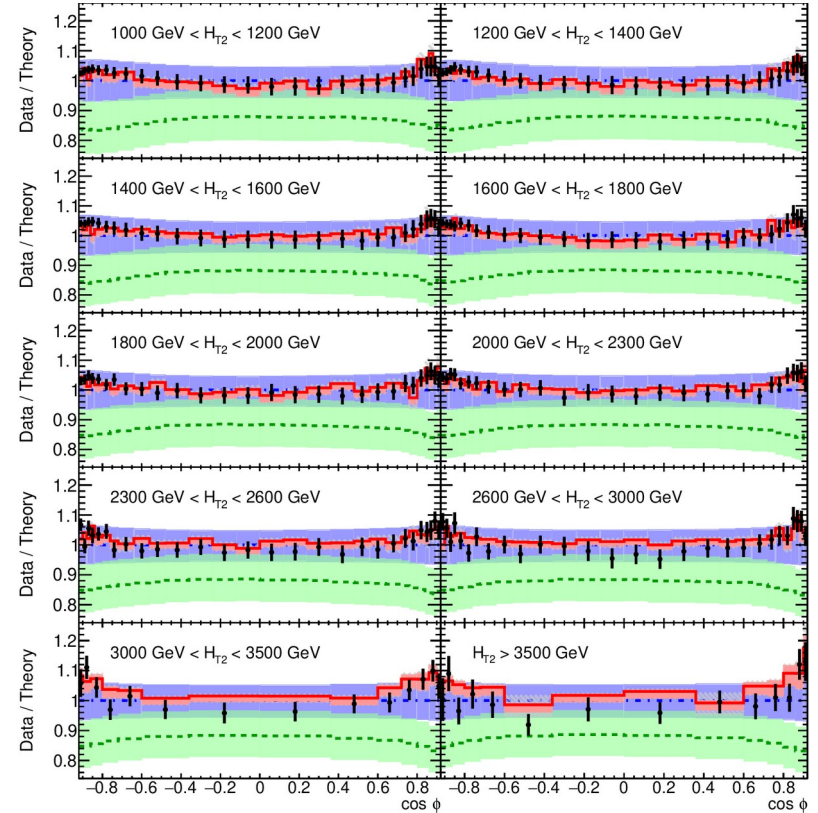 1000 GeV < H_T2 < 1200 GeV
1200 GeV < H_T2 < 1400 GeV
Data / Theory
1.2
1.1
1
0.9
0.8
1400 GeV < H_T2 < 1600 GeV
1600 GeV < H_T2 < 1800 GeV
Data / Theory
1.2
1.1
1
0.9
0.8
1800 GeV < H_T2 < 2000 GeV
2000 GeV < H_T2 < 2300 GeV
Data / Theory
1.2
1.1
1
0.9
0.8
2300 GeV < H_T2 < 2600 GeV
2600 GeV < H_T2 < 3000 GeV
Data / Theory
1.2
1.1
1
0.9
0.8
3000 GeV < H_T2 < 3500 GeV
H_T2 > 3500 GeV
Data / Theory
1.2
1.1
1
0.9
0.8
−0.8 −0.6 −0.4 −0.2 0 0.2 0.4 0.6 0.8
cos ϕ
−0.8 −0.6 −0.4 −0.2 0 0.2 0.4 0.6 0.8
cos ϕ